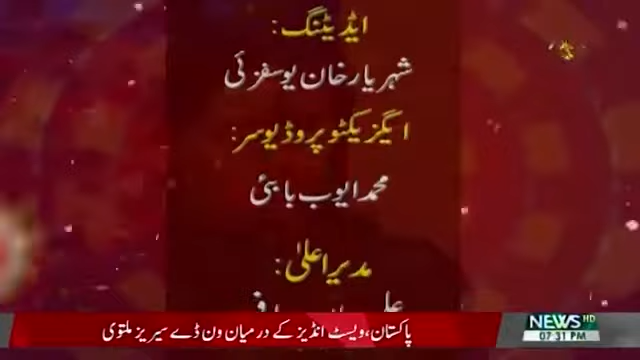 ایڈیٹنگ:
شہریار خان یوسفزئی
ایگزیکٹو پروڈیوسر:
محمد ایوب بابئی
مدیر اعلیٰ:
پاکستان، ویسٹ انڈیز کے درمیان ون ڈے سیریز ملتوی
NEWS HD
07:31 PM